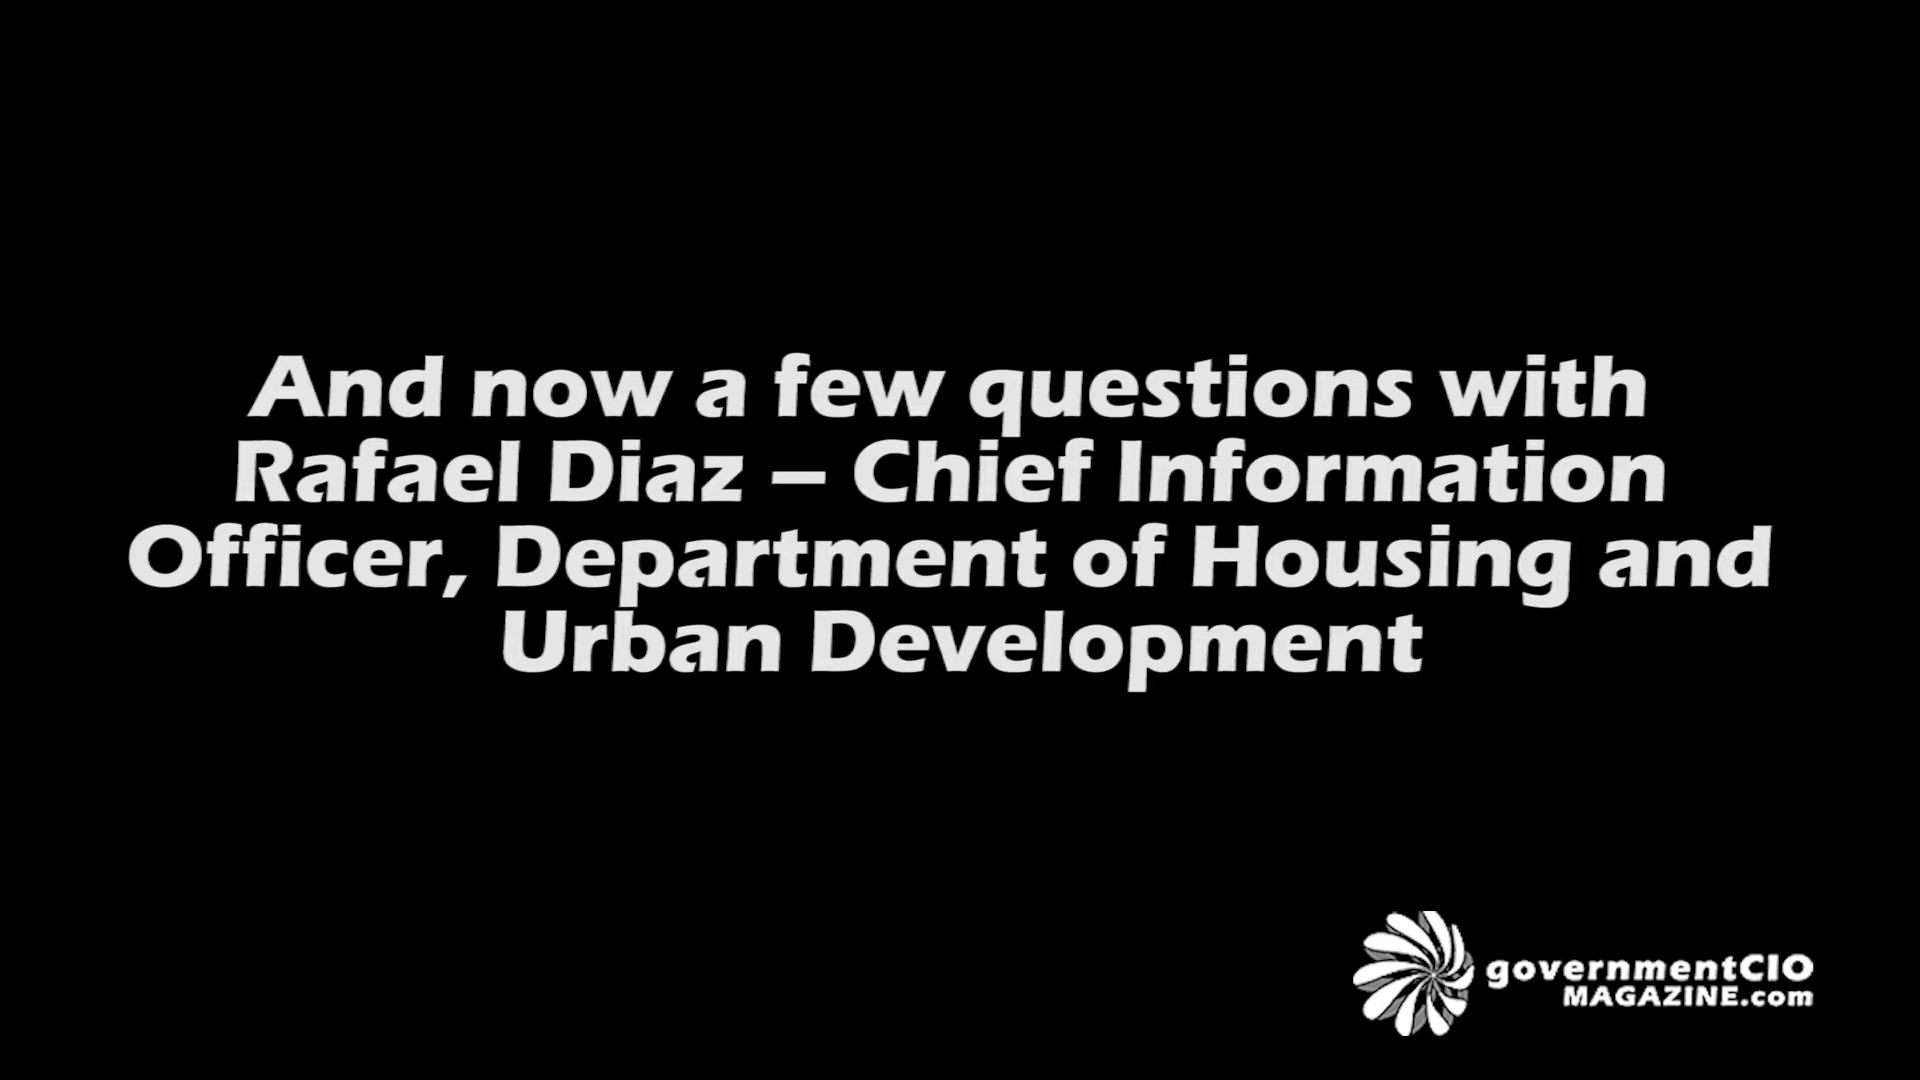 And now a few questions with
Rafael Diaz – Chief Information
Officer, Department of Housing and
Urban Development
governmentCIO
MAGAZINE.com